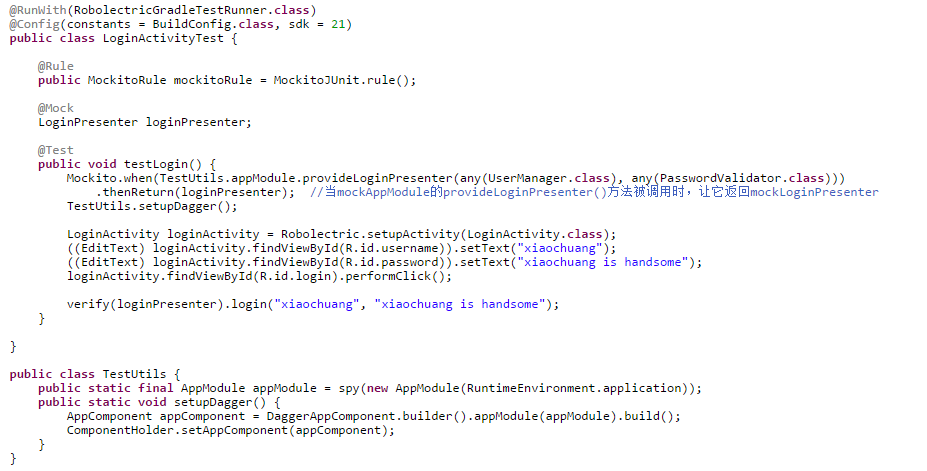 @RunWith(RobolectricGradleTestRunner.class)
@Config(constants = BuildConfig.class, sdk = 21)
public class LoginActivityTest {
@Rule
public MockitoRule mockitoRule = MockitoJUnit.rule();
@Mock
LoginPresenter loginPresenter;
@Test
public void testLogin() {
Mockito.when(TestUtils.appModule.provideLoginPresenter(any(UserManager.class), any(PasswordValidator.class)))
.thenReturn(loginPresenter);  //当mockAppModule的provideLoginPresenter()方法被调用时，让它返回mockLoginPresenter
TestUtils.setupDagger();
LoginActivity loginActivity = Robolectric.setupActivity(LoginActivity.class);
((EditText) loginActivity.findViewById(R.id.username)).setText("xiaochuang");
((EditText) loginActivity.findViewById(R.id.password)).setText("xiaochuang is handsome");
loginActivity.findViewById(R.id.login).performClick();
verify(loginPresenter).login("xiaochuang", "xiaochuang is handsome");
}
}
public class TestUtils {
public static final AppModule appModule = spy(new AppModule(RuntimeEnvironment.application));
public static void setupDagger() {
AppComponent appComponent = DaggerAppComponent.builder().appModule(appModule).build();
ComponentHolder.setAppComponent(appComponent);
}
}